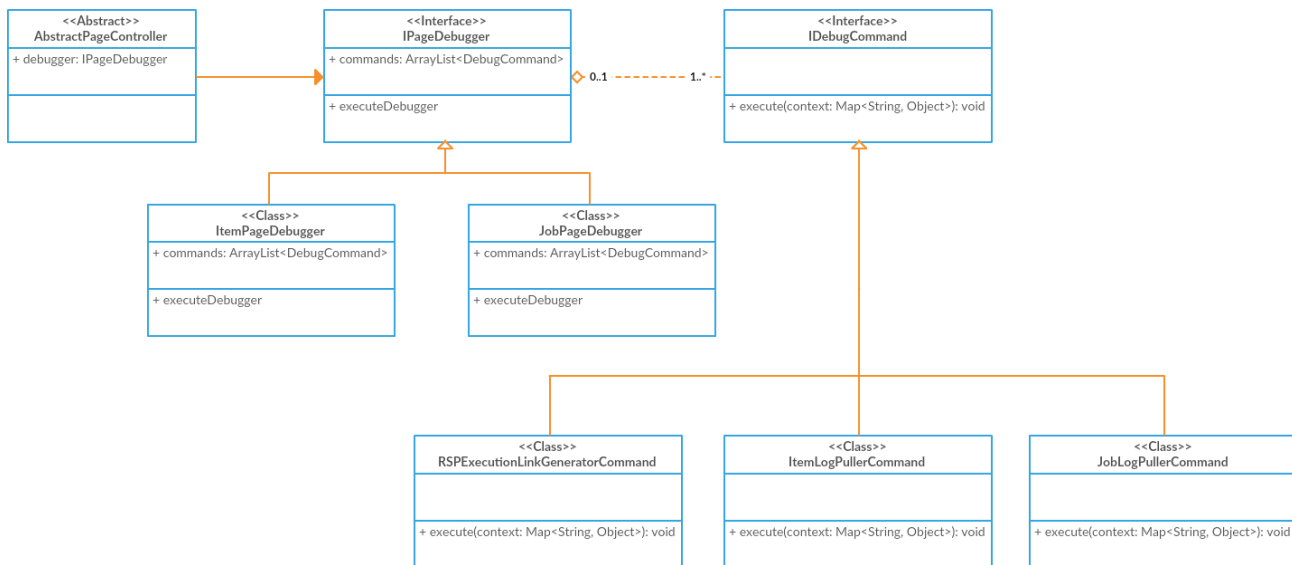 <<Abstract>>
AbstractPageController
+ debugger: IPageDebugger
<<Interface>>
IPageDebugger
+ commands: ArrayList<DebugCommand>
+ executeDebugger
0..1
1..*
<<Interface>>
IDebugCommand
+ execute(context: Map<String, Object>): void
<<Class>>
ItemPageDebugger
+ commands: ArrayList<DebugCommand>
+ executeDebugger
<<Class>>
JobPageDebugger
+ commands: ArrayList<DebugCommand>
+ executeDebugger
<<Class>>
RSPExecutionLinkGeneratorCommand
+ execute(context: Map<String, Object>): void
<<Class>>
ItemLogPullerCommand
+ execute(context: Map<String, Object>): void
<<Class>>
JobLogPullerCommand
+ execute(context: Map<String, Object>): void